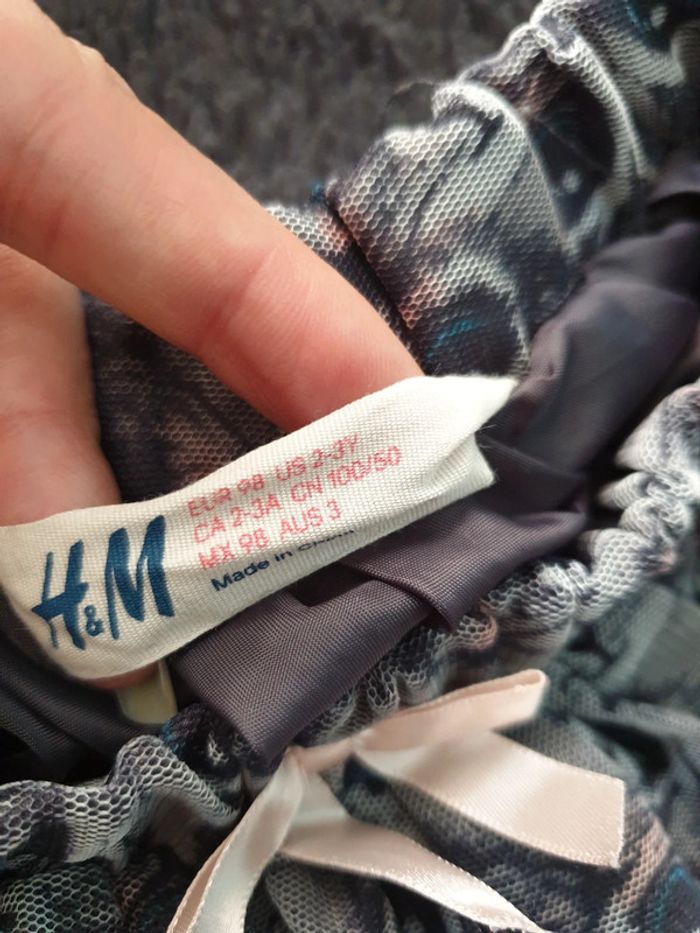 H&M
EUR 98 US 2-3Y
CA 2-3A CN 100/50
MX 98 AUS 3
Made in China